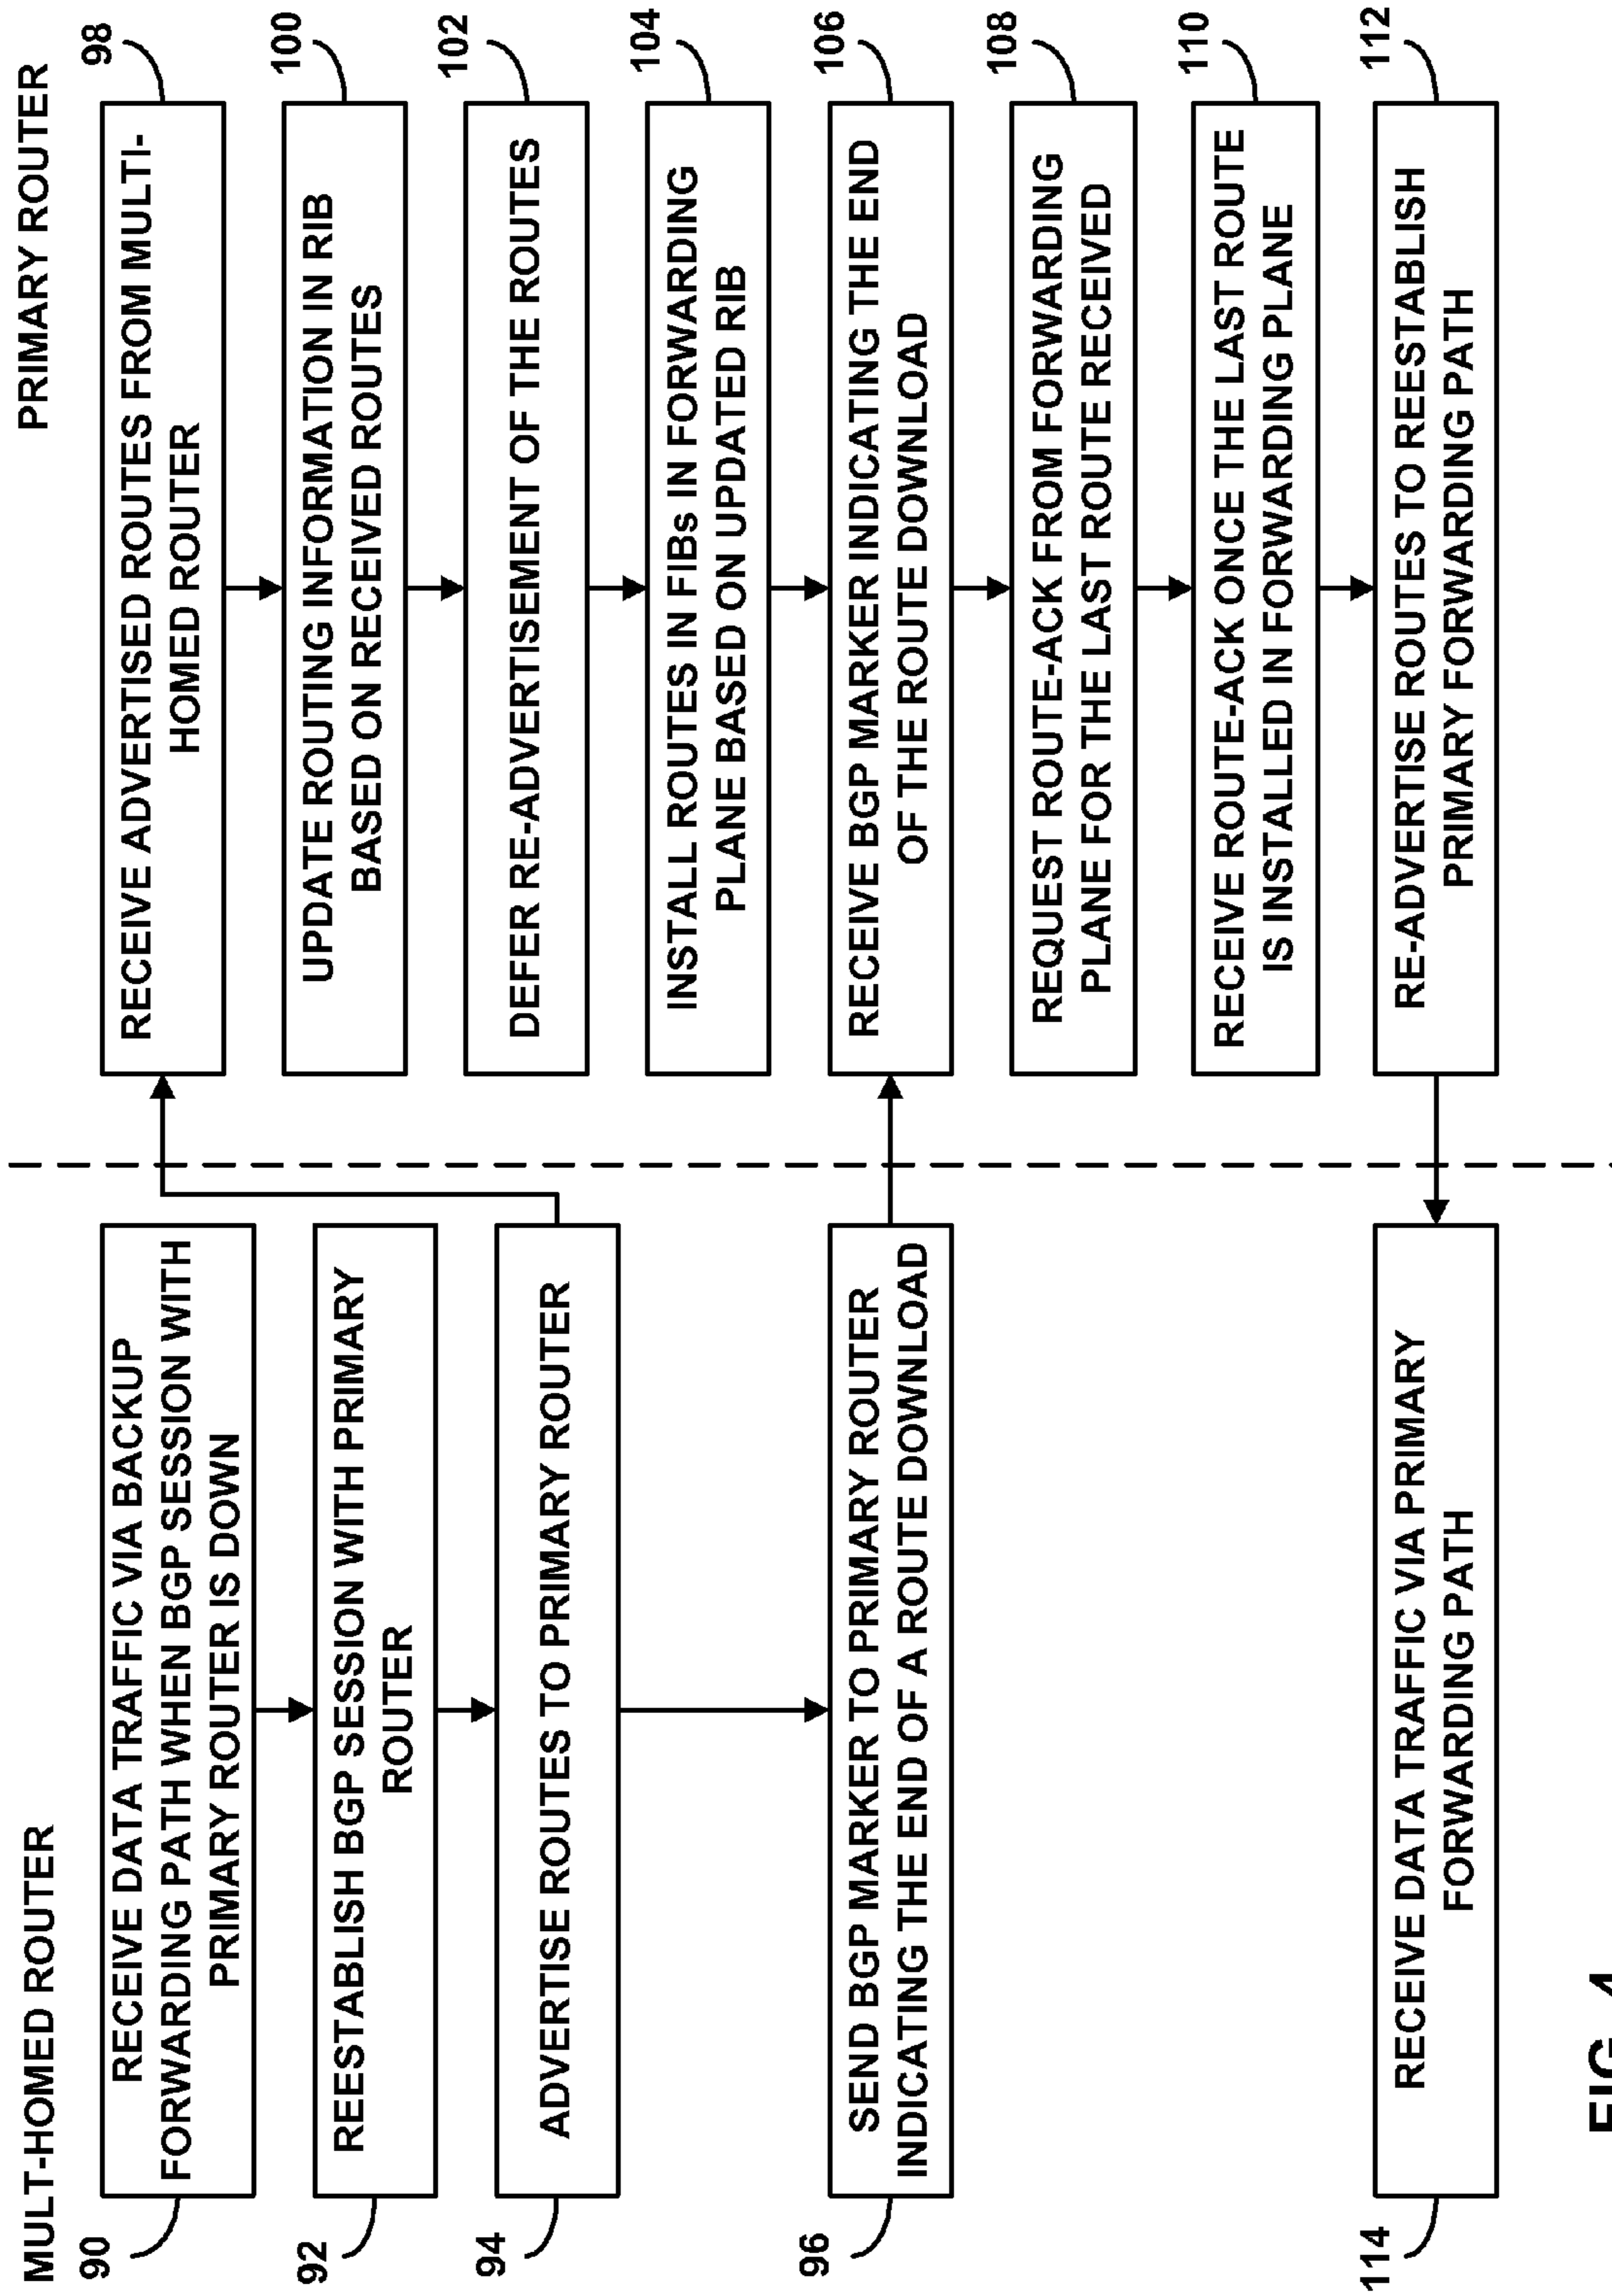 MULT-HOMED ROUTER
90
RECEIVE DATA TRAFFIC VIA BACKUP
FORWARDING PATH WHEN BGP SESSION WITH
PRIMARY ROUTER IS DOWN
92
REESTABLISH BGP SESSION WITH PRIMARY
ROUTER
94
ADVERTISE ROUTES TO PRIMARY ROUTER
96
SEND BGP MARKER TO PRIMARY ROUTER
INDICATING THE END OF A ROUTE DOWNLOAD
114
RECEIVE DATA TRAFFIC VIA PRIMARY
FORWARDING PATH
PRIMARY ROUTER
98
RECEIVE ADVERTISED ROUTES FROM MULTI-
HOMED ROUTER
100
UPDATE ROUTING INFORMATION IN RIB
BASED ON RECEIVED ROUTES
102
DEFER RE-ADVERTISEMENT OF THE ROUTES
104
INSTALL ROUTES IN FIBs IN FORWARDING
PLANE BASED ON UPDATED RIB
106
RECEIVE BGP MARKER INDICATING THE END
OF THE ROUTE DOWNLOAD
108
REQUEST ROUTE-ACK FROM FORWARDING
PLANE FOR THE LAST ROUTE RECEIVED
110
RECEIVE ROUTE-ACK ONCE THE LAST ROUTE
IS INSTALLED IN FORWARDING PLANE
112
RE-ADVERTISE ROUTES TO REESTABLISH
PRIMARY FORWARDING PATH
FIG. 4